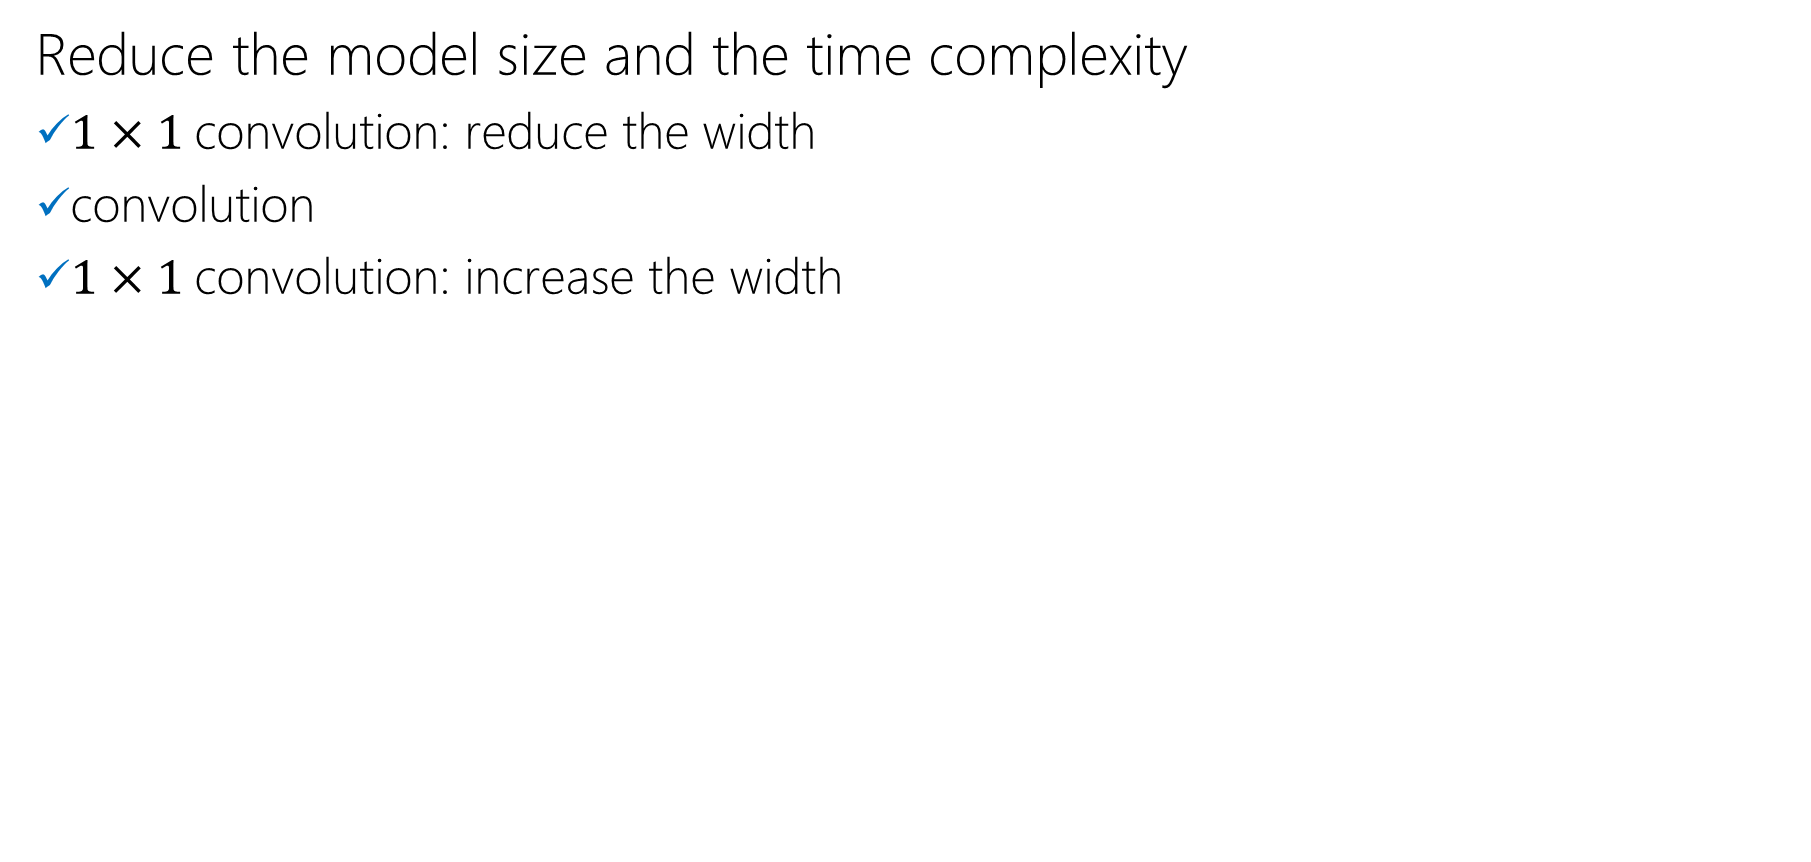 Reduce the model size and the time complexity
✓1 × 1 convolution: reduce the width
✓convolution
✓1 × 1 convolution: increase the width